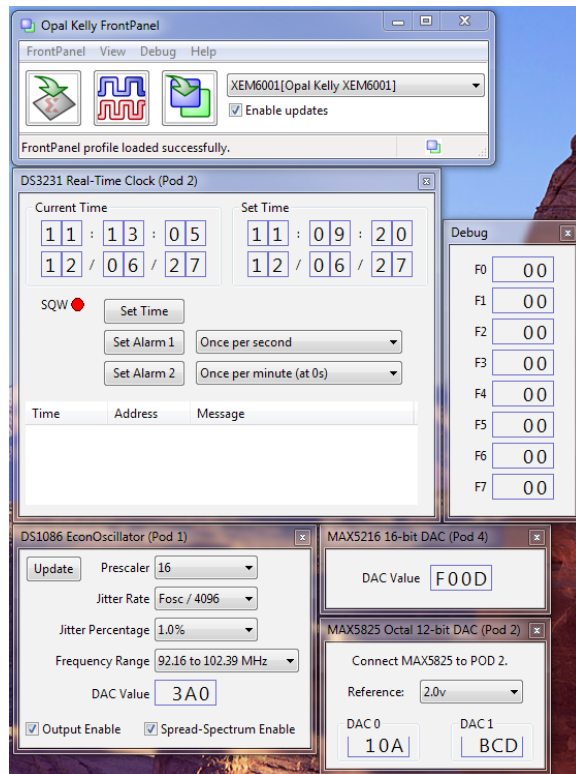 Opal Kelly FrontPanel
FrontPanel View Debug Help
XEM6001[Opal Kelly XEM6001]
Enable updates
FrontPanel profile loaded successfully.
DS3231 Real-Time Clock (Pod 2)
Current Time
11 : 13 : 05
12 / 06 / 27
Set Time
11 : 09 : 20
12 / 06 / 27
SQW
Set Time
Set Alarm 1 Once per second
Set Alarm 2 Once per minute (at 0s)
Time Address Message
Debug
F0 00
F1 00
F2 00
F3 00
F4 00
F5 00
F6 00
F7 00
DS1086 EconOscillator (Pod 1)
Update Prescaler 16
Jitter Rate Fosc / 4096
Jitter Percentage 1.0%
Frequency Range 92.16 to 102.39 MHz
DAC Value 3A0
Output Enable Spread-Spectrum Enable
MAX5216 16-bit DAC (Pod 4)
DAC Value F00D
MAX5825 Octal 12-bit DAC (Pod 2)
Connect MAX5825 to POD 2.
Reference: 2.0v
DAC 0 DAC 1
10A BCD